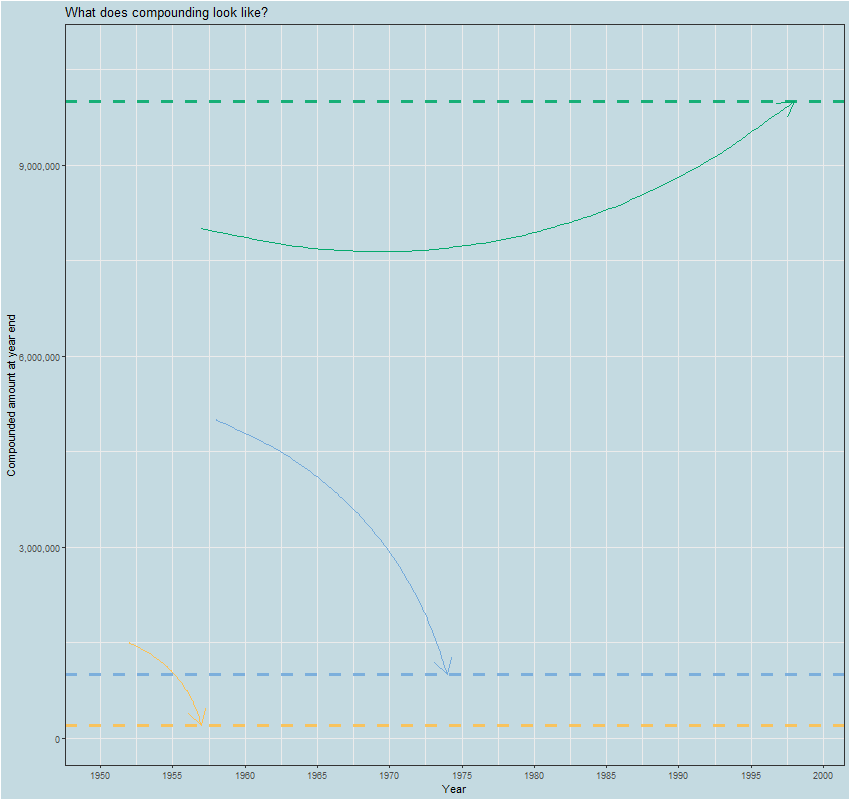 What does compounding look like?
Compounded amount at year end
9,000,000
6,000,000
3,000,000
0
1950 1955 1960 1965 1970 1975 1980 1985 1990 1995 2000
Year